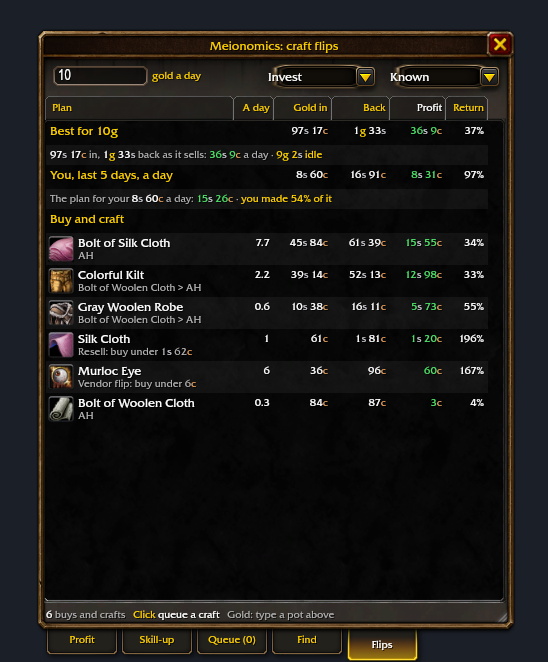 Meionomics: craft flips
10 gold a day Invest Known
Plan A day Gold in Back Profit Return
Best for 10g 97s 17c 1g 33s 36s 9c 37%
97s 17c in, 1g 33s back as it sells: 36s 9c a day · 9g 2s idle
You, last 5 days, a day 8s 60c 16s 91c 8s 31c 97%
The plan for your 8s 60c a day: 15s 26c · you made 54% of it
Buy and craft
Bolt of Silk Cloth 7.7 45s 84c 61s 39c 15s 55c 34%
AH
Colorful Kilt 2.2 39s 14c 52s 13c 12s 98c 33%
Bolt of Woolen Cloth > AH
Gray Woolen Robe 0.6 10s 38c 16s 11c 5s 73c 55%
Bolt of Woolen Cloth > AH
Silk Cloth 1 61c 1s 81c 1s 20c 196%
Resell: buy under 1s 62c
Murloc Eye 6 36c 96c 60c 167%
Vendor flip: buy under 6c
Bolt of Woolen Cloth 0.3 84c 87c 3c 4%
AH
6 buys and crafts Click queue a craft Gold: type a pot above
Profit Skill-up Queue (0) Find Flips